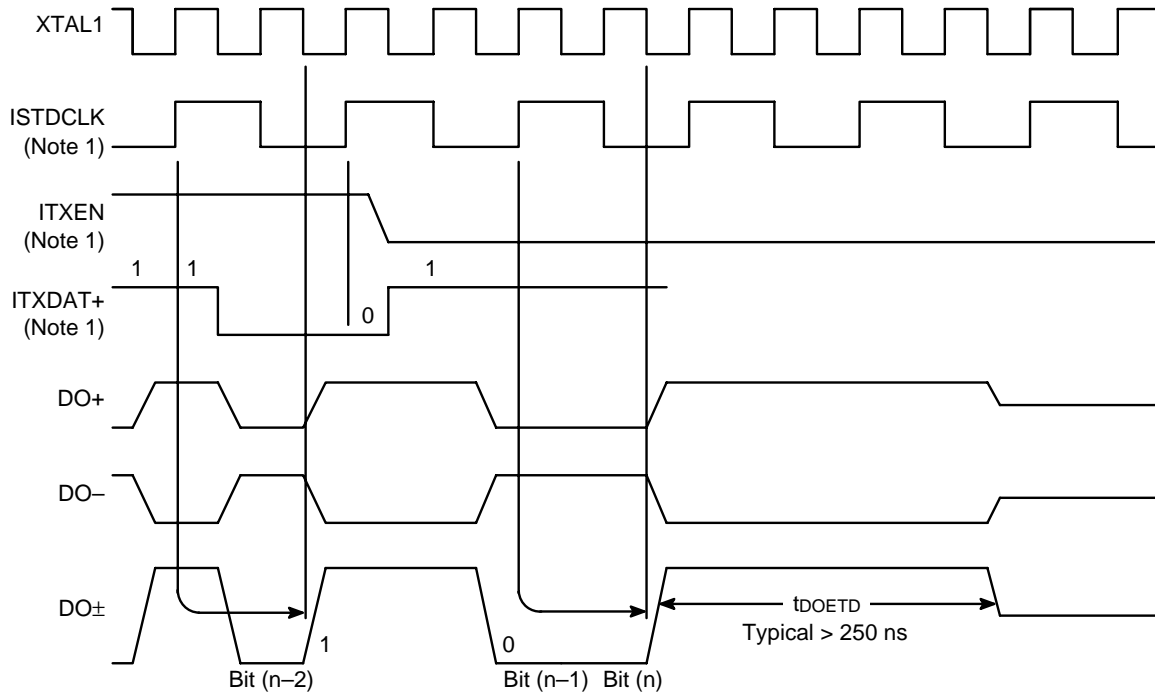 XTAL1
ISTDCLK
(Note 1)
ITXEN
(Note 1)
1 1 1
ITXDAT+
(Note 1)
0
DO+
DO–
DO±
tDOETD
Typical > 250 ns
1 0
Bit (n–2) Bit (n–1) Bit (n)